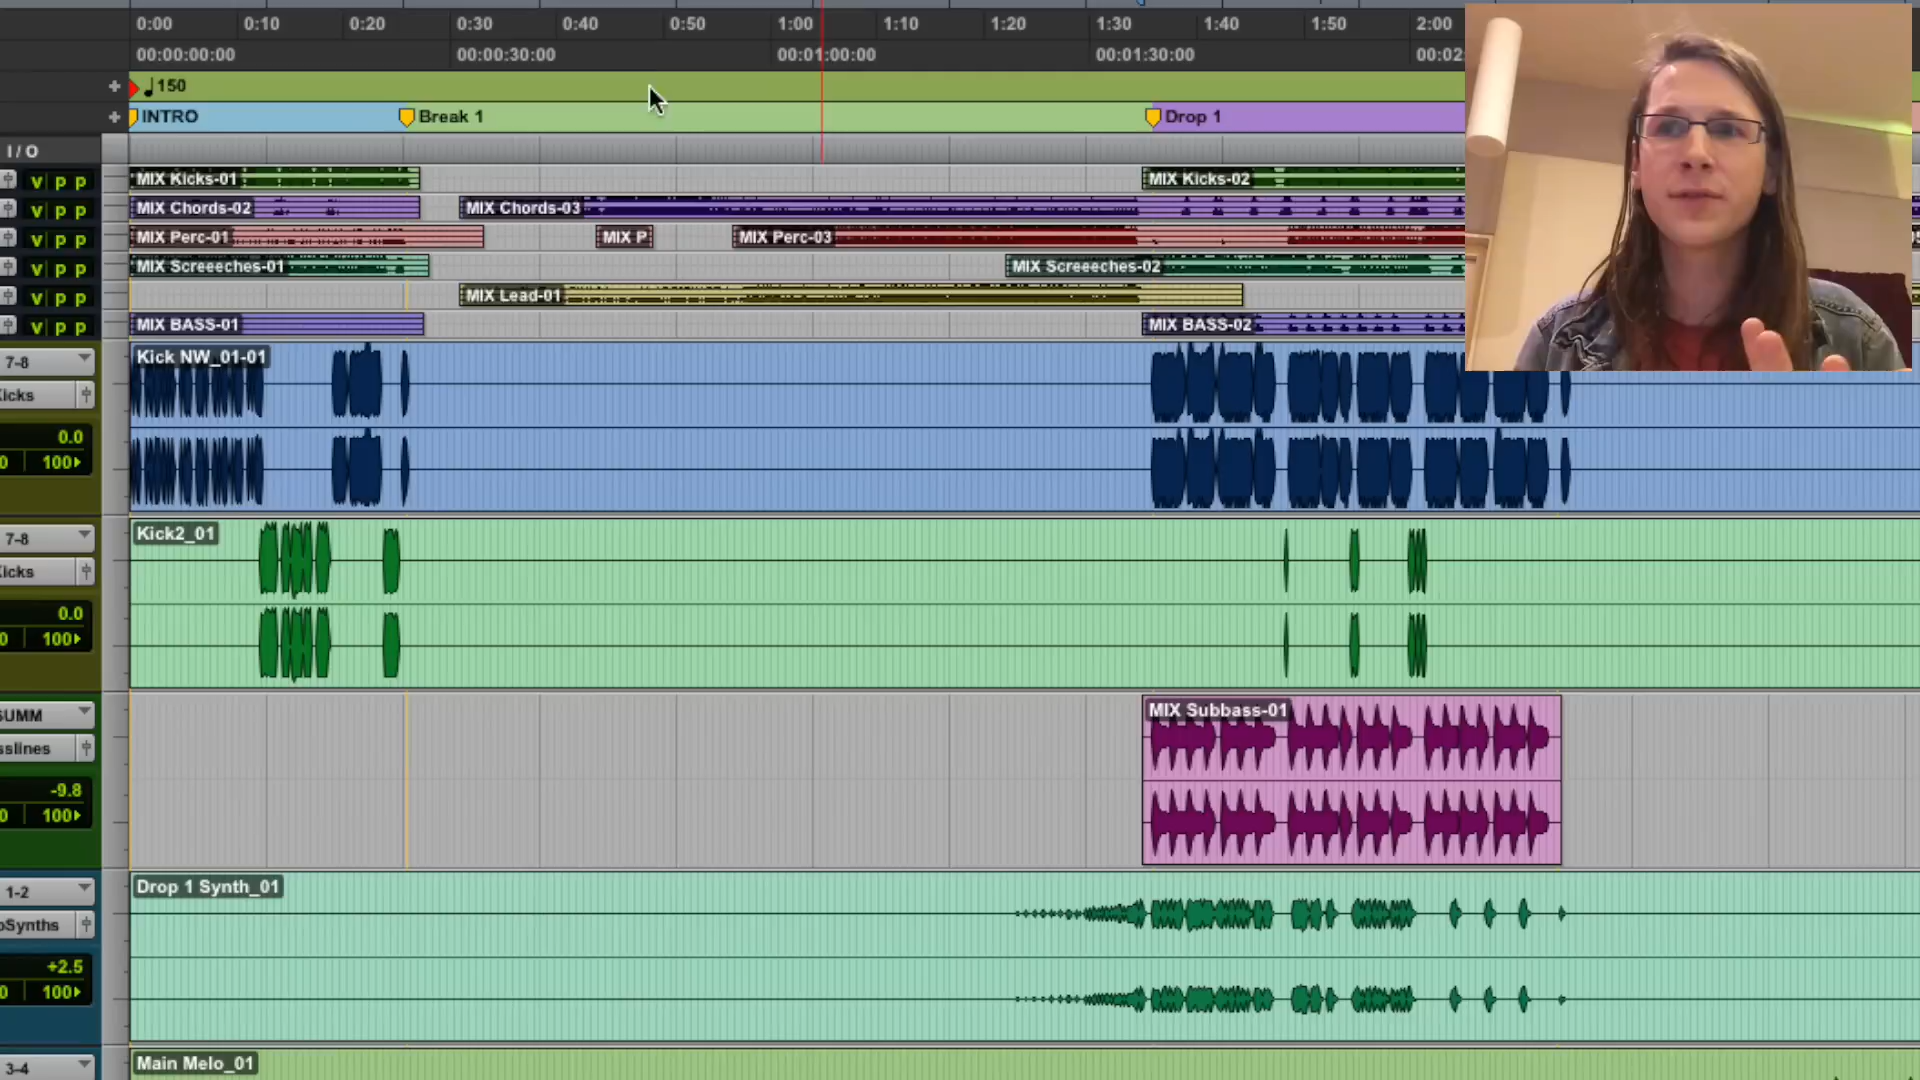 0:00 0:10 0:20 0:30 0:40 0:50 1:00 1:10 1:20 1:30 1:40 1:50 2:00
00:00:00:00 00:00:30:00 00:01:00:00 00:01:30:00 00:02:
+ ♩150
+ INTRO Break 1 Drop 1
I/O
v p p MIX Kicks-01 MIX Kicks-02
v p p MIX Chords-02 MIX Chords-03
v p p MIX Perc-01 MIX P MIX Perc-03
v p p MIX Screeeches-01 MIX Screeeches-02
v p p MIX Lead-01
v p p MIX BASS-01 MIX BASS-02
7-8 Kick NW_01-01
Kicks
0.0
0 100
7-8 Kick2_01
Kicks
0.0
0 100
SUMM MIX Subbass-01
sslines
-9.8
0 100
1-2 Drop 1 Synth_01
oSynths
+2.5
0 100
3-4 Main Melo_01